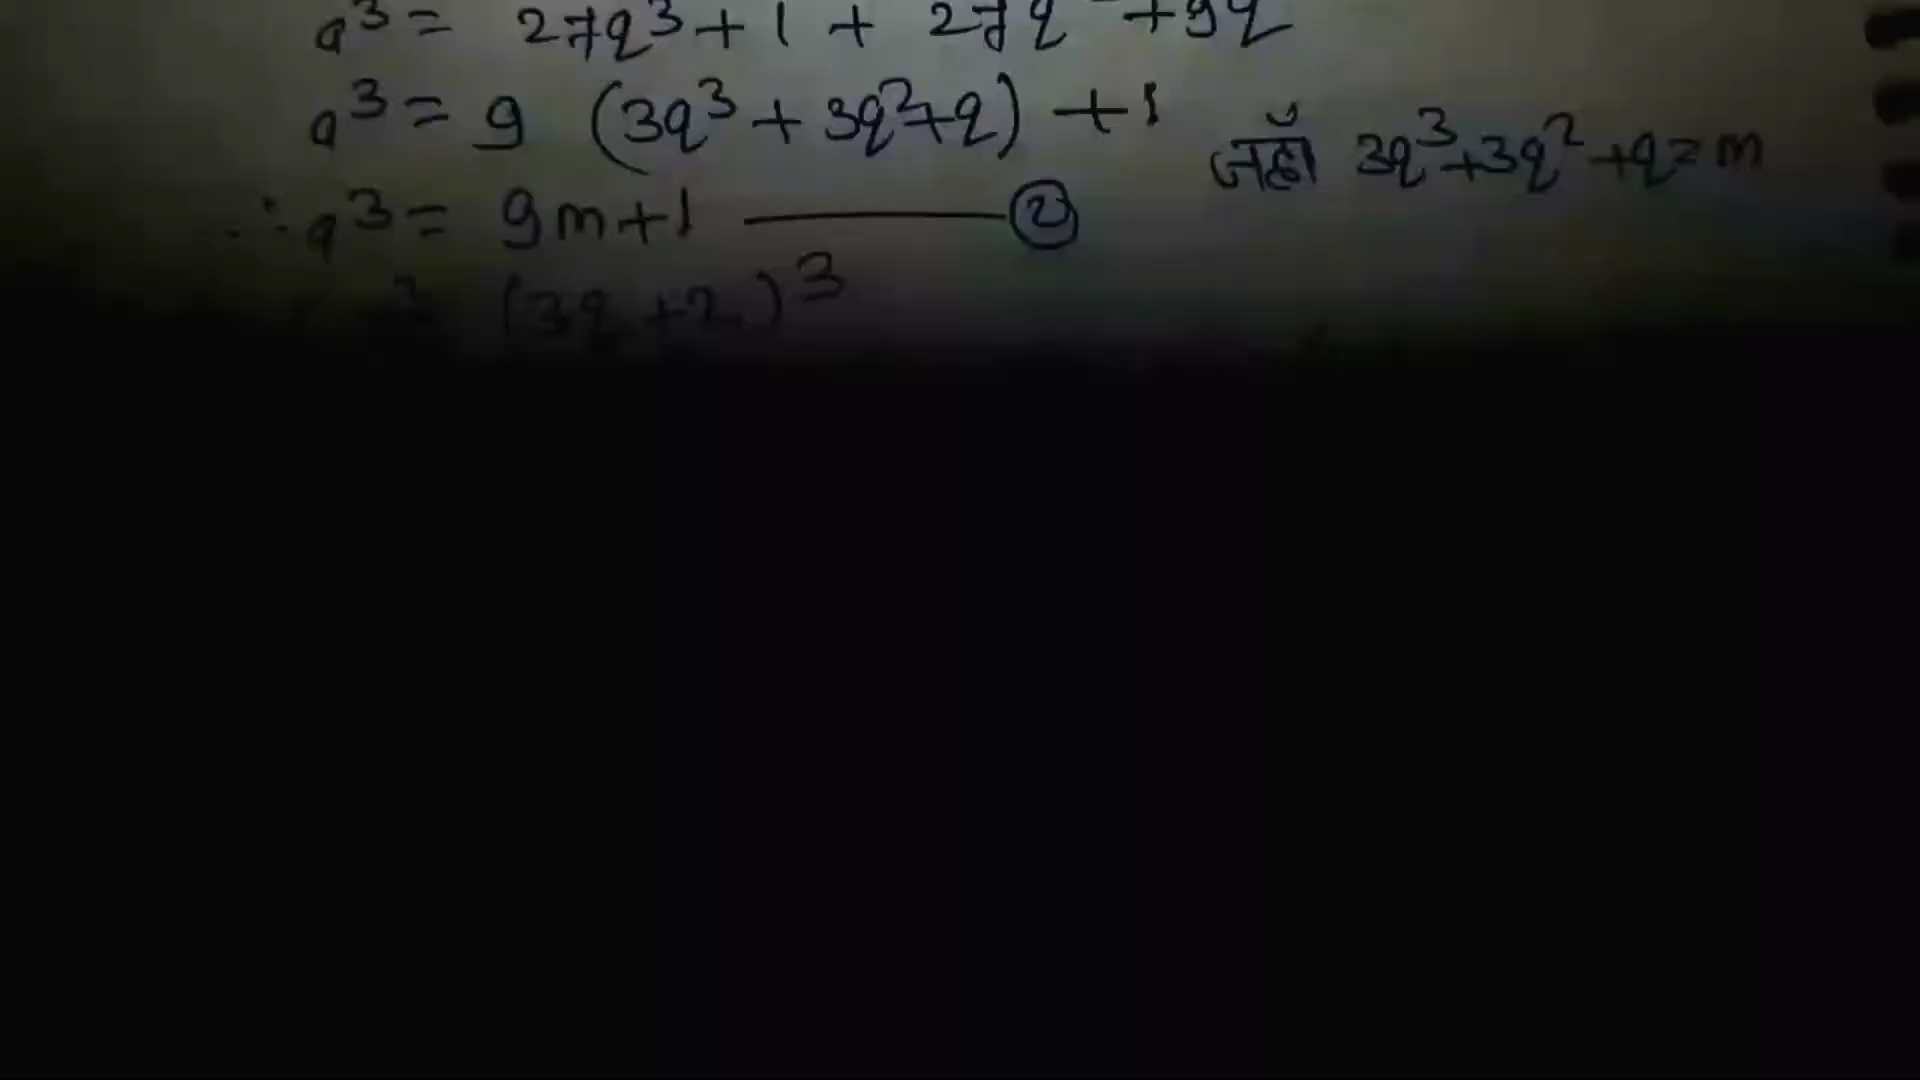 a³ = 27q³ + 1 + 27q² + 9q
a³ = 9 (3q³ + 3q² + q) + 1 जहाँ 3q³ + 3q² + q = m
∴ a³ = 9m + 1 ——— ②
(3q + 2)³